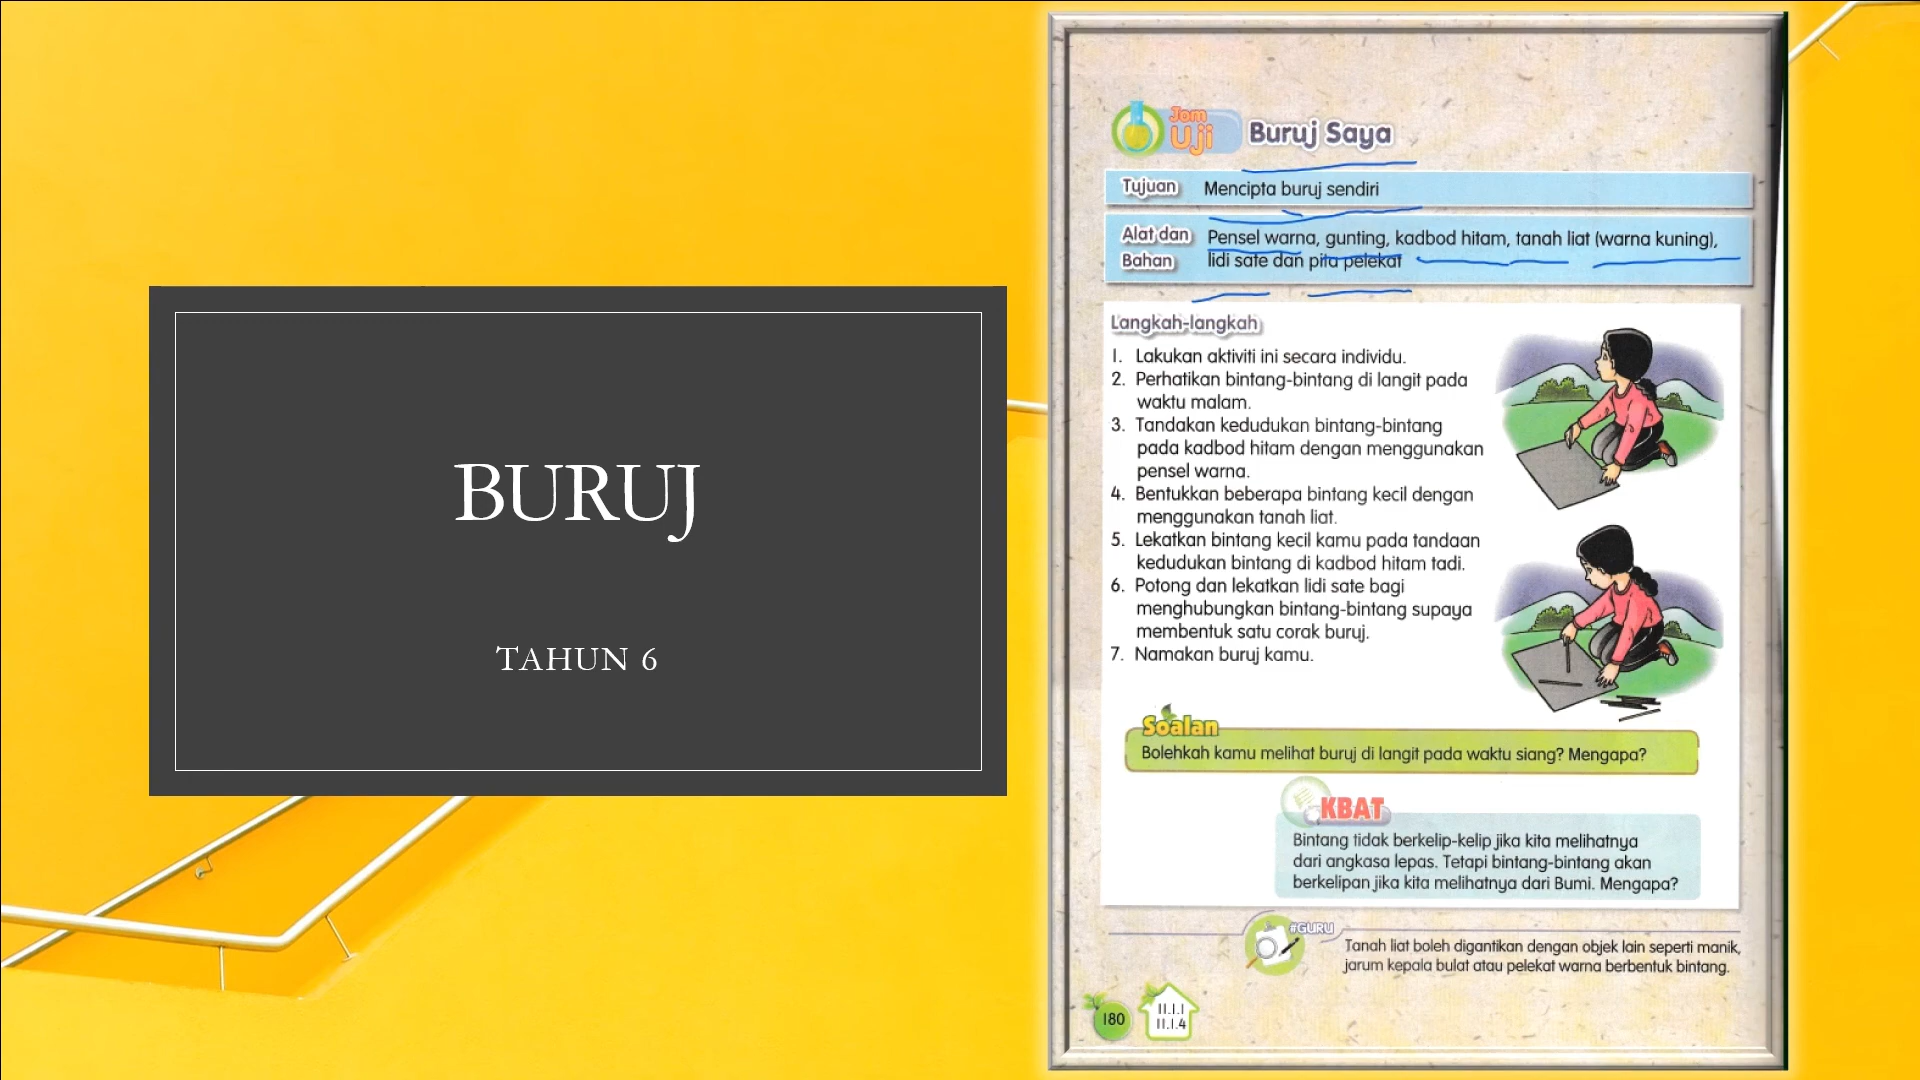 BURUJ
TAHUN 6
Jom
Uji
Buruj Saya
Tujuan
Mencipta buruj sendiri
Alat dan
Bahan
Pensel warna, gunting, kadbod hitam, tanah liat (warna kuning),
lidi sate dan pita pelekat
Langkah-langkah
1. Lakukan aktiviti ini secara individu.
2. Perhatikan bintang-bintang di langit pada
waktu malam.
3. Tandakan kedudukan bintang-bintang
pada kadbod hitam dengan menggunakan
pensel warna.
4. Bentukkan beberapa bintang kecil dengan
menggunakan tanah liat.
5. Lekatkan bintang kecil kamu pada tandaan
kedudukan bintang di kadbod hitam tadi.
6. Potong dan lekatkan lidi sate bagi
menghubungkan bintang-bintang supaya
membentuk satu corak buruj.
7. Namakan buruj kamu.
Soalan
Bolehkah kamu melihat buruj di langit pada waktu siang? Mengapa?
KBAT
Bintang tidak berkelip-kelip jika kita melihatnya
dari angkasa lepas. Tetapi bintang-bintang akan
berkelipan jika kita melihatnya dari Bumi. Mengapa?
#GURU
Tanah liat boleh digantikan dengan objek lain seperti manik,
jarum kepala bulat atau pelekat warna berbentuk bintang.
180
11.1.1
11.1.4